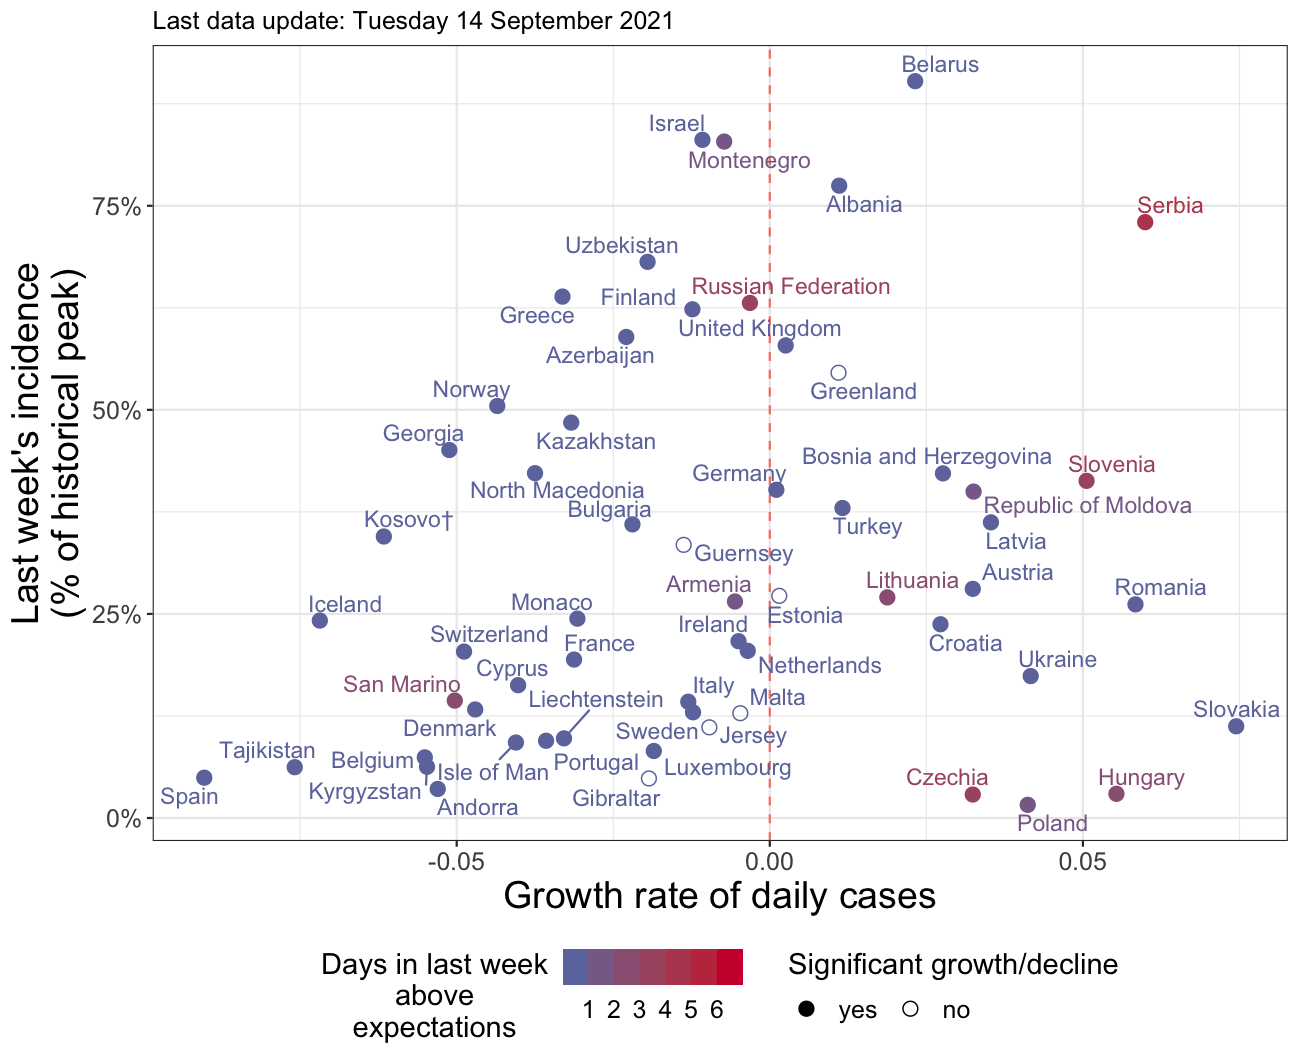 Last data update: Tuesday 14 September 2021
Belarus
Israel
Montenegro
Albania
75%
Serbia
Uzbekistan
Russian Federation
Finland
Greece
United Kingdom
Azerbaijan
Greenland
Norway
50%
Georgia
Kazakhstan
Bosnia and Herzegovina
Slovenia
Germany
North Macedonia
Republic of Moldova
Bulgaria
Kosovo†
Turkey
Latvia
Guernsey
Austria
Armenia
Lithuania
Romania
Iceland
Monaco
25%
Estonia
Ireland
Switzerland
France
Croatia
Netherlands
Ukraine
Cyprus
San Marino
Italy
Liechtenstein
Malta
Slovakia
Denmark
Sweden
Jersey
Tajikistan
Belgium
Portugal
Isle of Man
Luxembourg
Czechia
Hungary
Spain
Kyrgyzstan
Gibraltar
Andorra
0%
Poland
Last week's incidence
(% of historical peak)
-0.05
0.00
0.05
Growth rate of daily cases
Days in last week
above
expectations
1 2 3 4 5 6
Significant growth/decline
yes
no